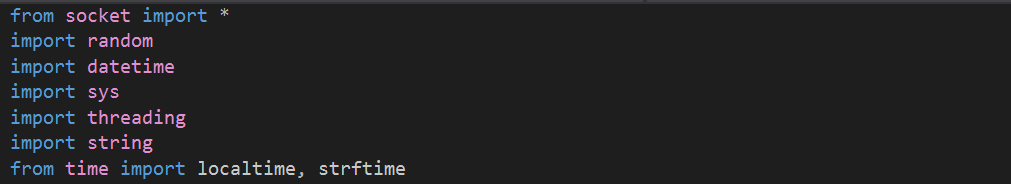 from socket import *
import random
import datetime
import sys
import threading
import string
from time import localtime, strftime